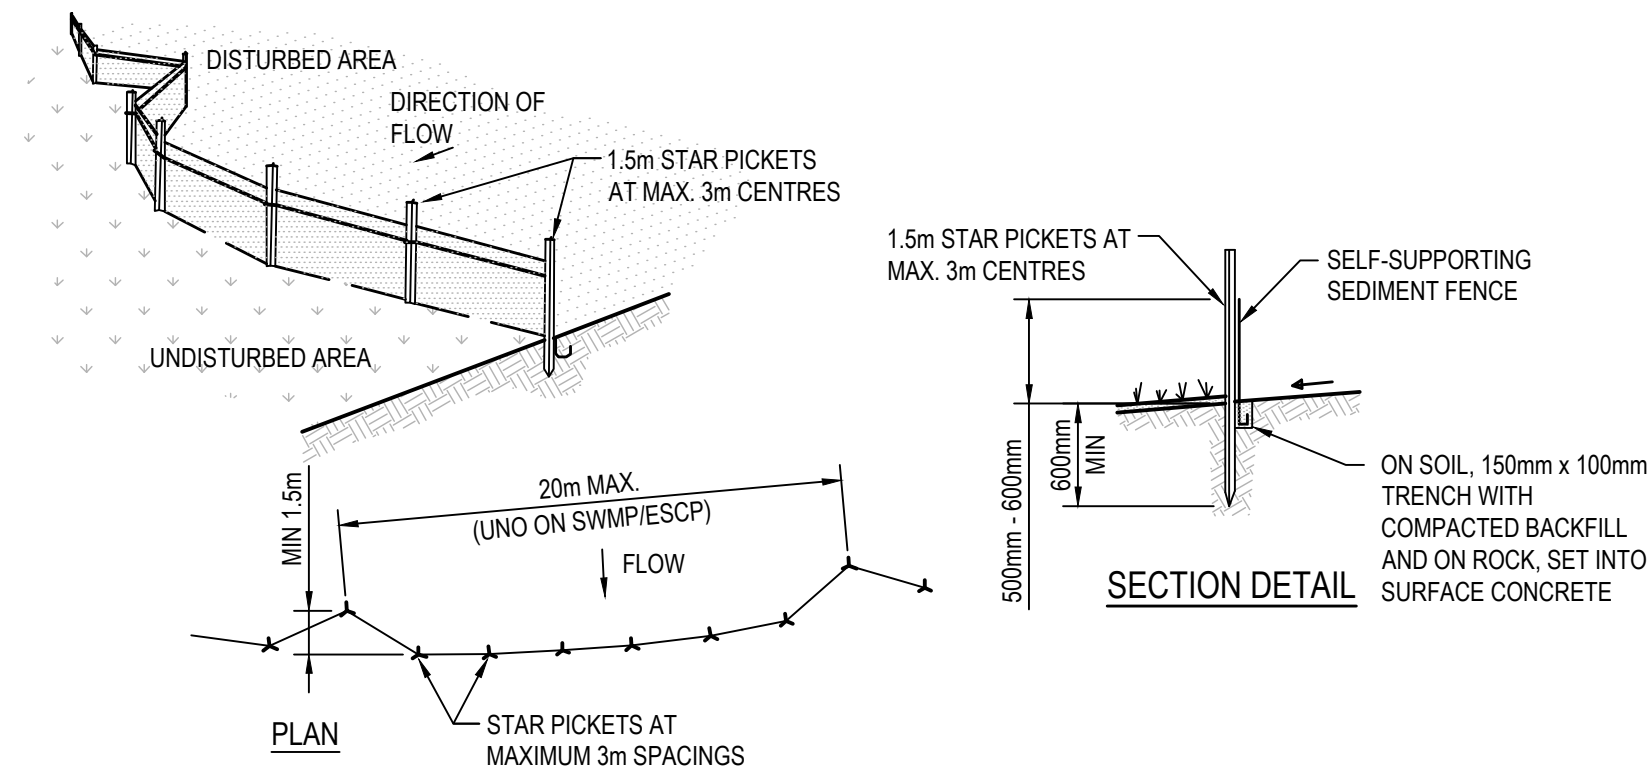 DISTURBED AREA
DIRECTION OF
FLOW
1.5m STAR PICKETS
AT MAX. 3m CENTRES
UNDISTURBED AREA
1.5m STAR PICKETS AT
MAX. 3m CENTRES
SELF-SUPPORTING
SEDIMENT FENCE
500mm - 600mm
600mm
MIN
ON SOIL, 150mm x 100mm
TRENCH WITH
COMPACTED BACKFILL
AND ON ROCK, SET INTO
SURFACE CONCRETE
SECTION DETAIL
MIN 1.5m
20m MAX.
(UNO ON SWMP/ESCP)
FLOW
STAR PICKETS AT
MAXIMUM 3m SPACINGS
PLAN